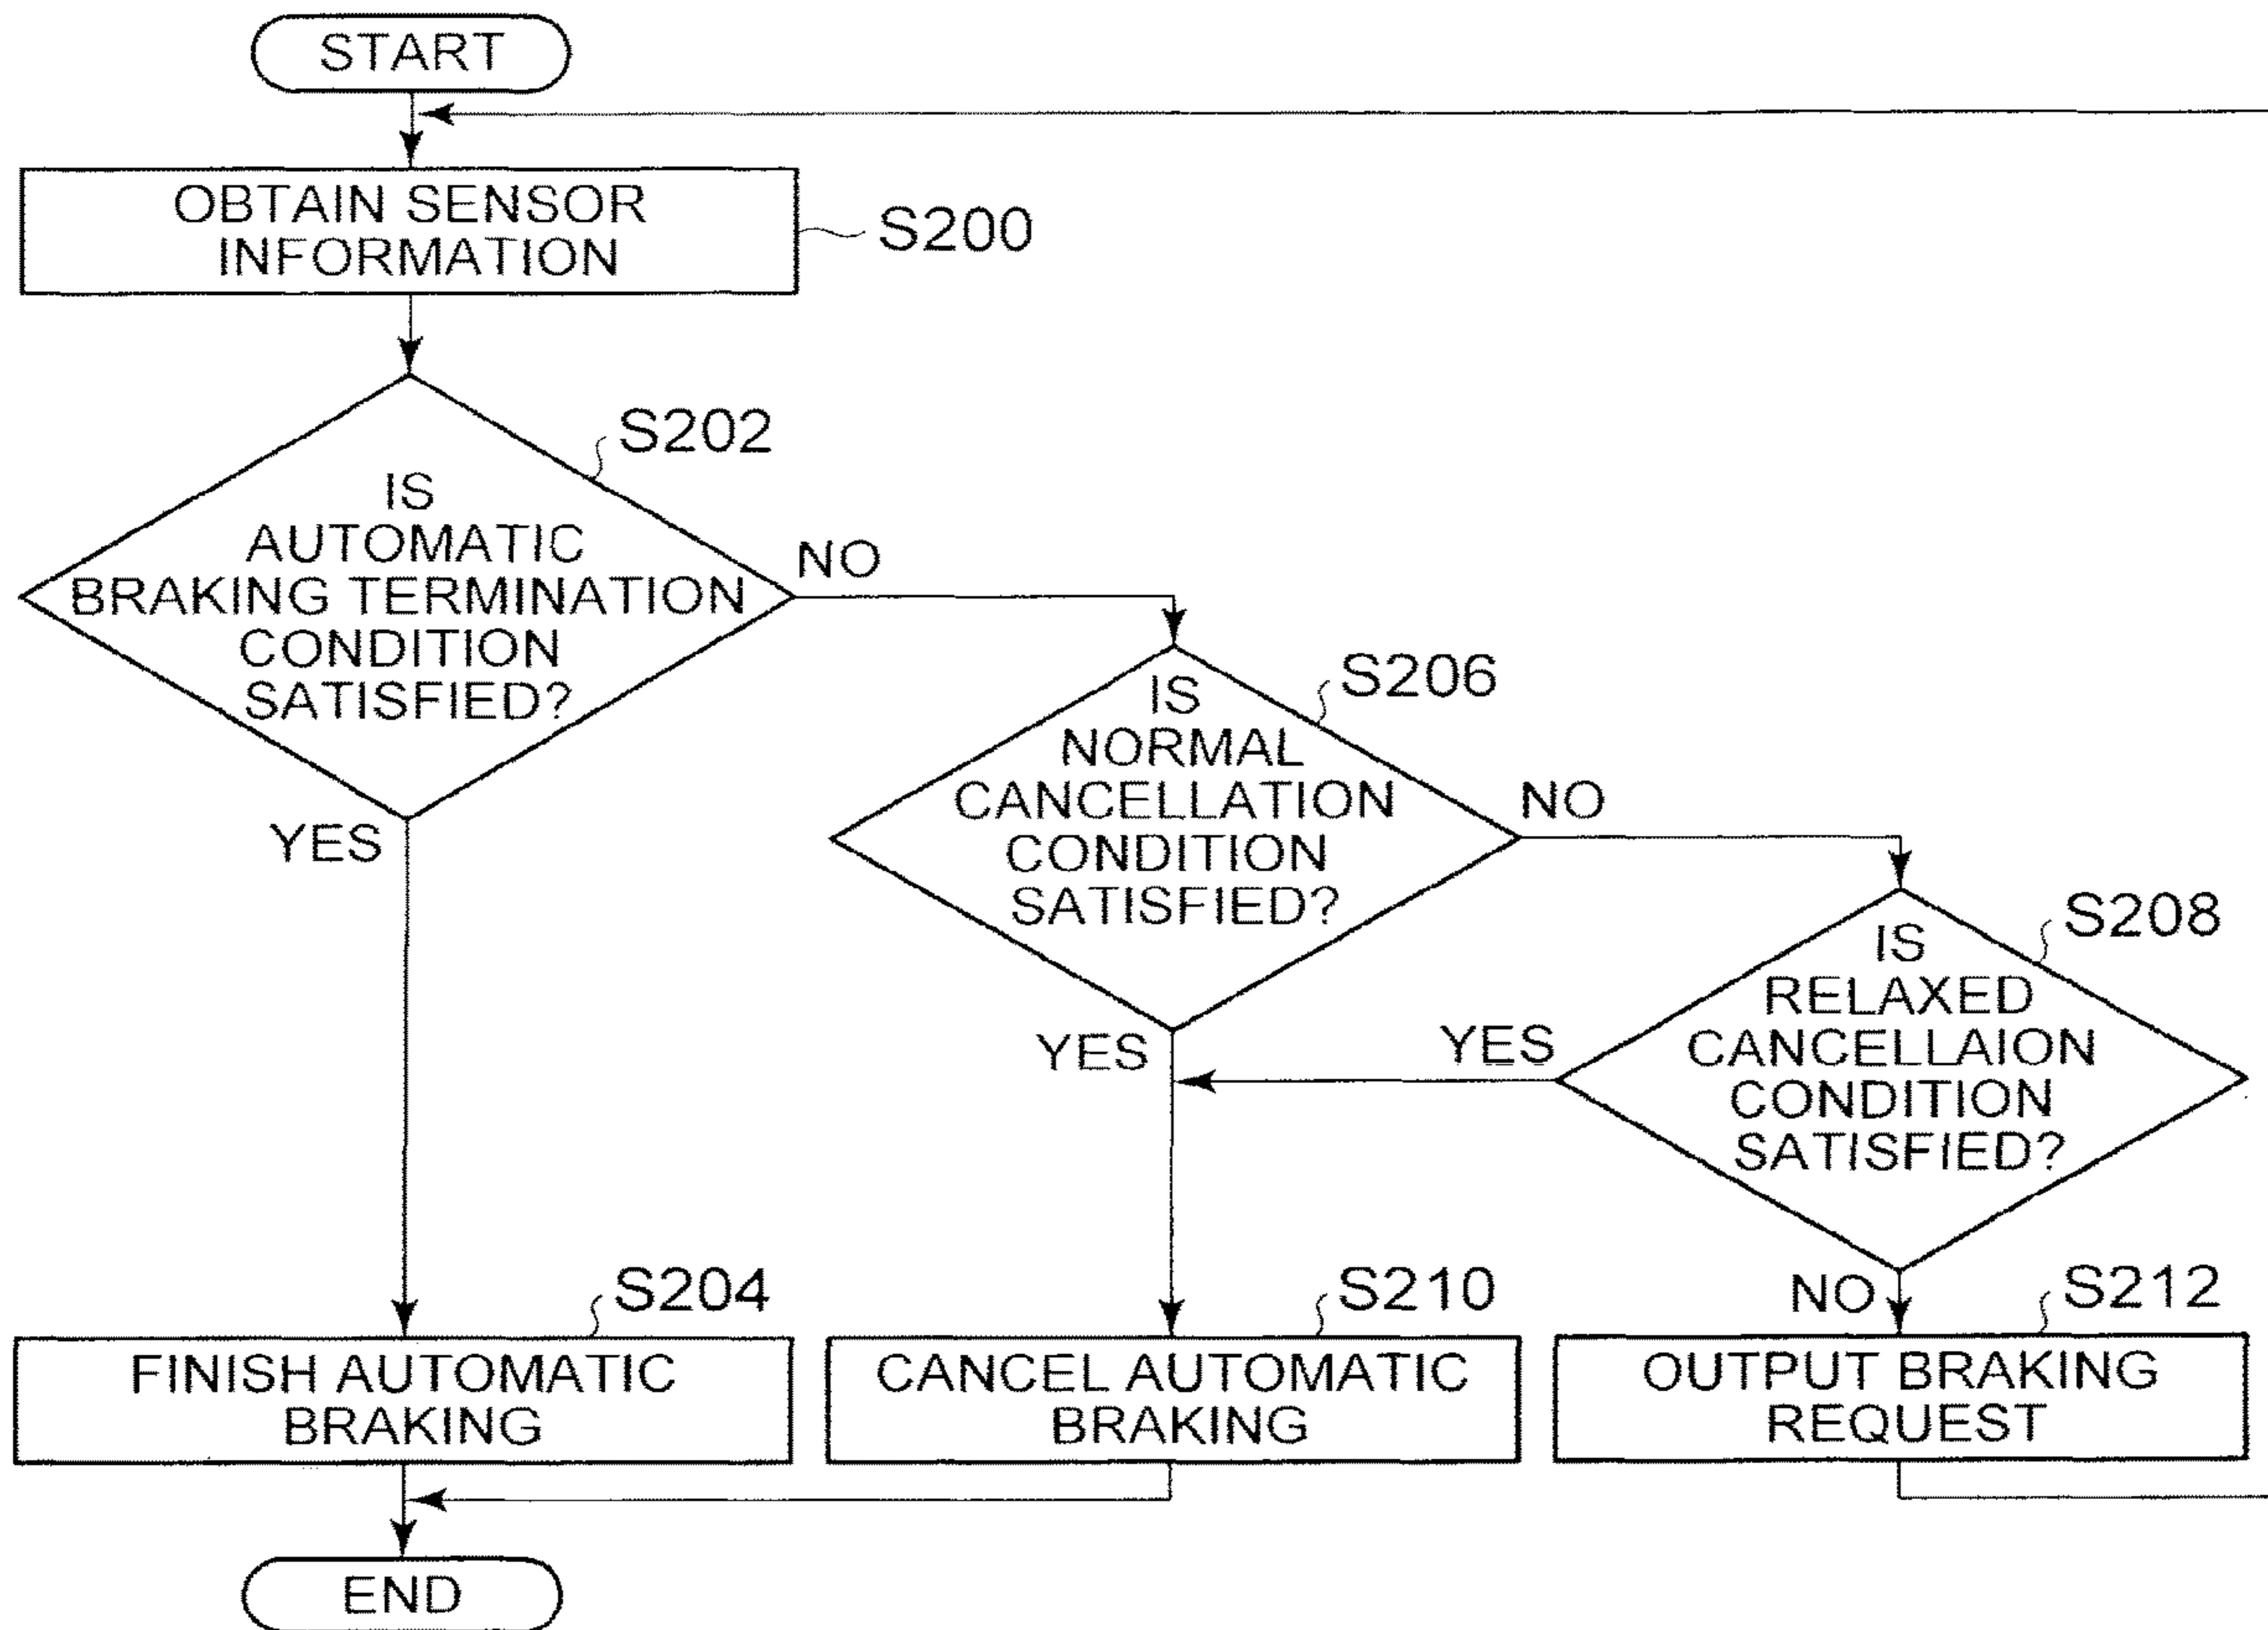 START
OBTAIN SENSOR
INFORMATION
S200
S202
IS
AUTOMATIC
BRAKING TERMINATION
CONDITION
SATISFIED?
NO
YES
S206
IS
NORMAL
CANCELLATION
CONDITION
SATISFIED?
NO
YES
S208
IS
RELAXED
CANCELLAION
CONDITION
SATISFIED?
YES
NO
S204
FINISH AUTOMATIC
BRAKING
S210
CANCEL AUTOMATIC
BRAKING
S212
OUTPUT BRAKING
REQUEST
END